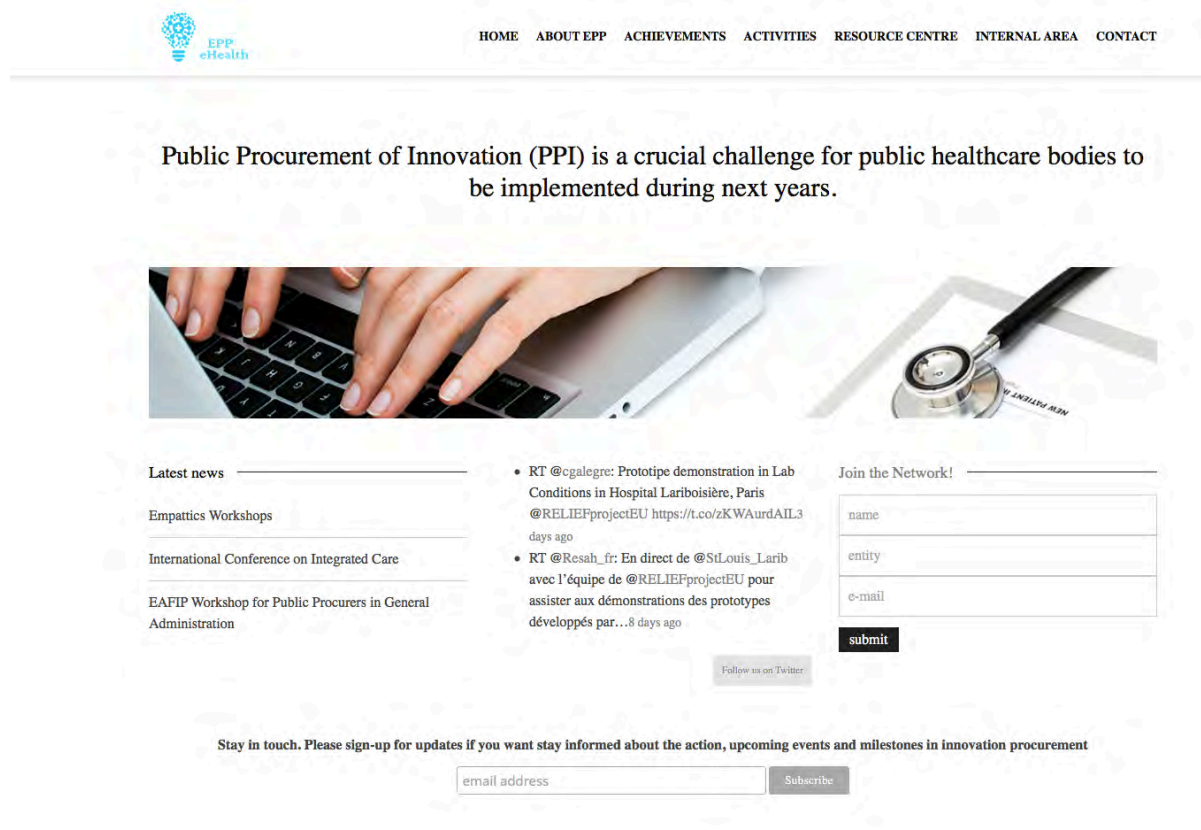 EPP
eHealth
HOME ABOUT EPP ACHIEVEMENTS ACTIVITIES RESOURCE CENTRE INTERNAL AREA CONTACT
Public Procurement of Innovation (PPI) is a crucial challenge for public healthcare bodies to
be implemented during next years.
NEW PATIENT
Latest news
Empattics Workshops
International Conference on Integrated Care
EAFIP Workshop for Public Procurers in General
Administration
• RT @cgalegre: Prototipe demonstration in Lab
Conditions in Hospital Lariboisière, Paris
@RELIEFprojectEU https://t.co/zKWAurdAIL3
days ago
• RT @Resah_fr: En direct de @StLouis_Larib
avec l’équipe de @RELIEFprojectEU pour
assister aux démonstrations des prototypes
développés par…8 days ago
Follow us on Twitter
Join the Network!
name
entity
e-mail
submit
Stay in touch. Please sign-up for updates if you want stay informed about the action, upcoming events and milestones in innovation procurement
email address
Subscribe